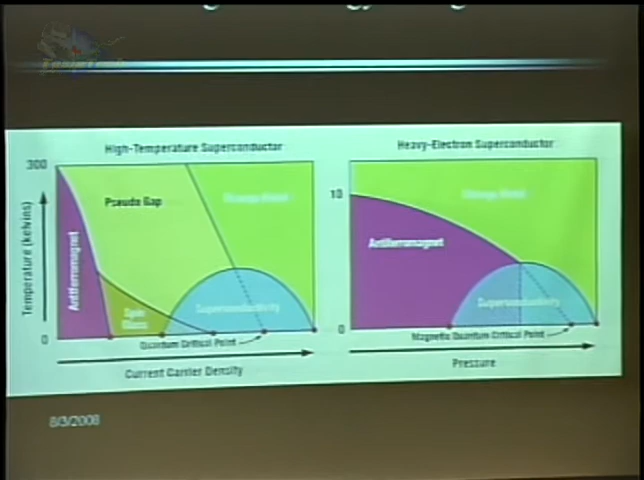 High-Temperature Superconductor
300
Temperature (kelvins)
0
Antiferromagnet
Pseudo Gap
Strange Metal
Spin
Glass
Superconductivity
Quantum Critical Point
Current Carrier Density
Heavy-Electron Superconductor
10
0
Antiferromagnet
Strange Metal
Superconductivity
Magnetic Quantum Critical Point
Pressure
8/3/2008